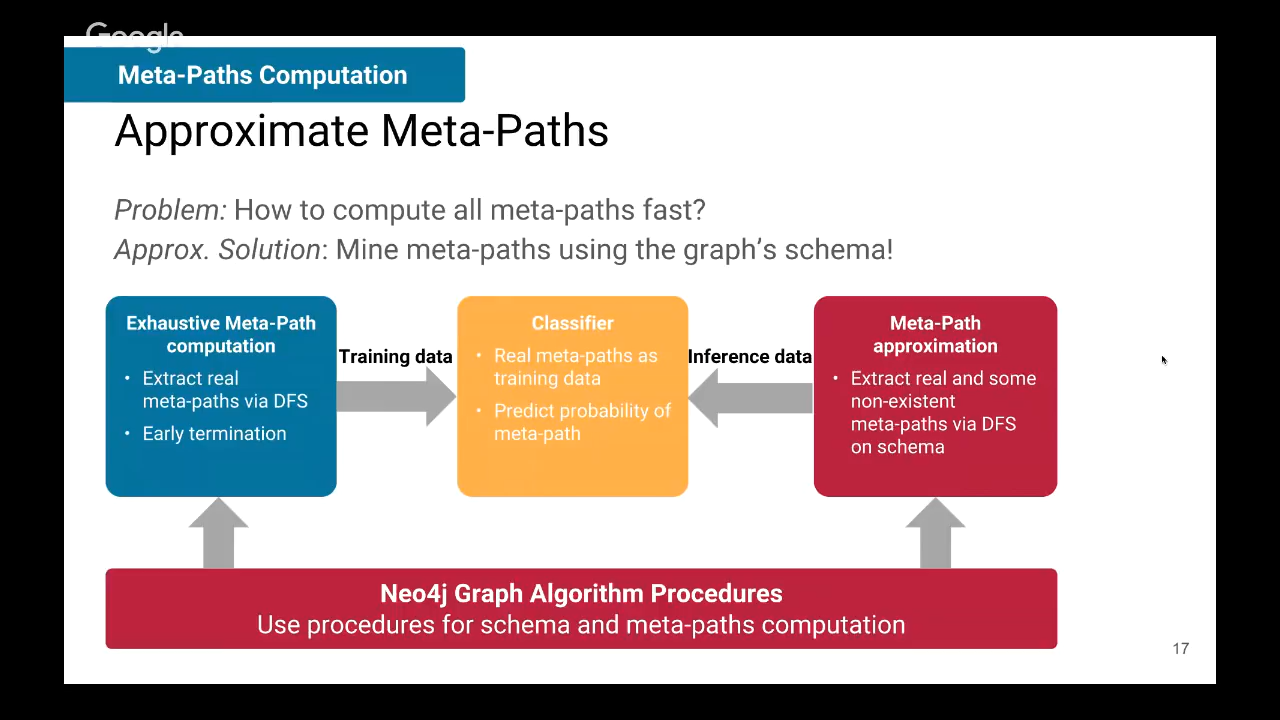 Google
Meta-Paths Computation
Approximate Meta-Paths
Problem: How to compute all meta-paths fast?
Approx. Solution: Mine meta-paths using the graph's schema!
Exhaustive Meta-Path
computation
• Extract real
meta-paths via DFS
• Early termination
Training data
Classifier
• Real meta-paths as
training data
• Predict probability of
meta-path
Inference data
Meta-Path
approximation
• Extract real and some
non-existent
meta-paths via DFS
on schema
Neo4j Graph Algorithm Procedures
Use procedures for schema and meta-paths computation
17